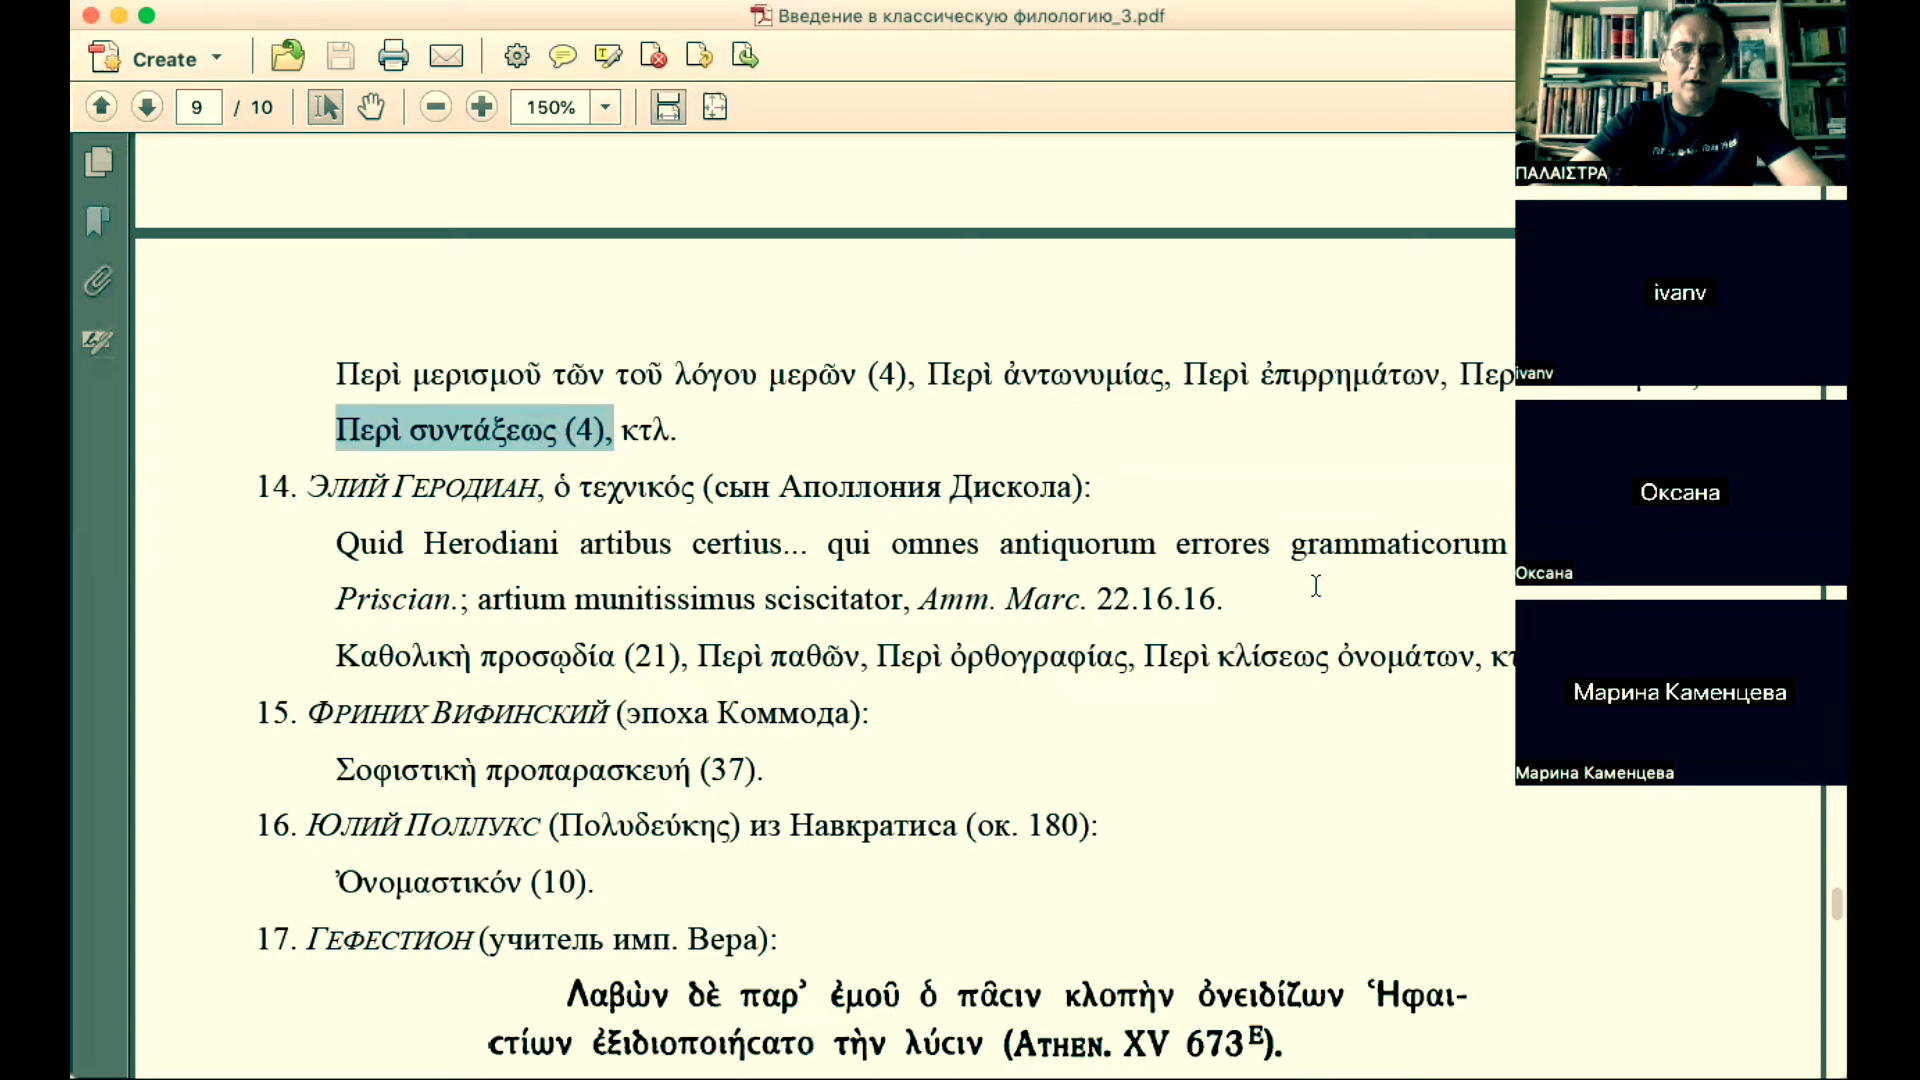 Введение в классическую филологию_3.pdf
Create
9 / 10
150%
ΠΑΛΑΙΣΤΡΑ
ivanv
ivanv
Оксана
Оксана
Марина Каменцева
Марина Каменцева
Περὶ μερισμοῦ τῶν τοῦ λόγου μερῶν (4), Περὶ ἀντωνυμίας, Περὶ ἐπιρρημάτων,
Περὶ συντάξεως (4), κτλ.
14. ЭЛИЙ ГЕРОДИАН, ὁ τεχνικός (сын Аполлония Дискола):
Quid Herodiani artibus certius... qui omnes antiquorum errores grammaticorum
Priscian.; artium munitissimus sciscitator, Amm. Marc. 22.16.16.
Καθολικὴ προσῳδία (21), Περὶ παθῶν, Περὶ ὀρθογραφίας, Περὶ κλίσεως ὀνομάτων,
15. ФРИНИХ ВИФИНСКИЙ (эпоха Коммода):
Σοφιστικὴ προπαρασκευή (37).
16. ЮЛИЙ ПОЛЛУКС (Πολυδεύκης) из Навкратиса (ок. 180):
Ὀνομαστικόν (10).
17. ГЕФЕСТИОН (учитель имп. Вера):
Λαβὼν δὲ παρ’ ἐμοῦ ὁ πᾶϲιν κλοπὴν ὀνειδίζων Ἡφαι-
ϲτίων ἐξιδιοποιήϲατο τὴν λύϲιν (ATHEN. XV 673ᴱ).